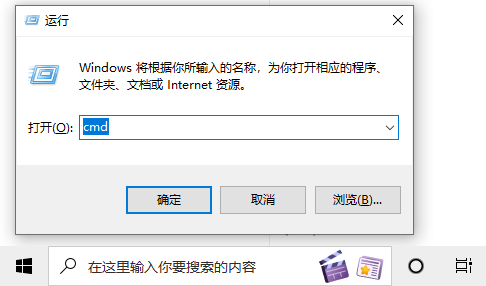 运行
Windows 将根据你所输入的名称，为你打开相应的程序、
文件夹、文档或 Internet 资源。
打开(O): cmd
确定 取消 浏览(B)...
在这里输入你要搜索的内容